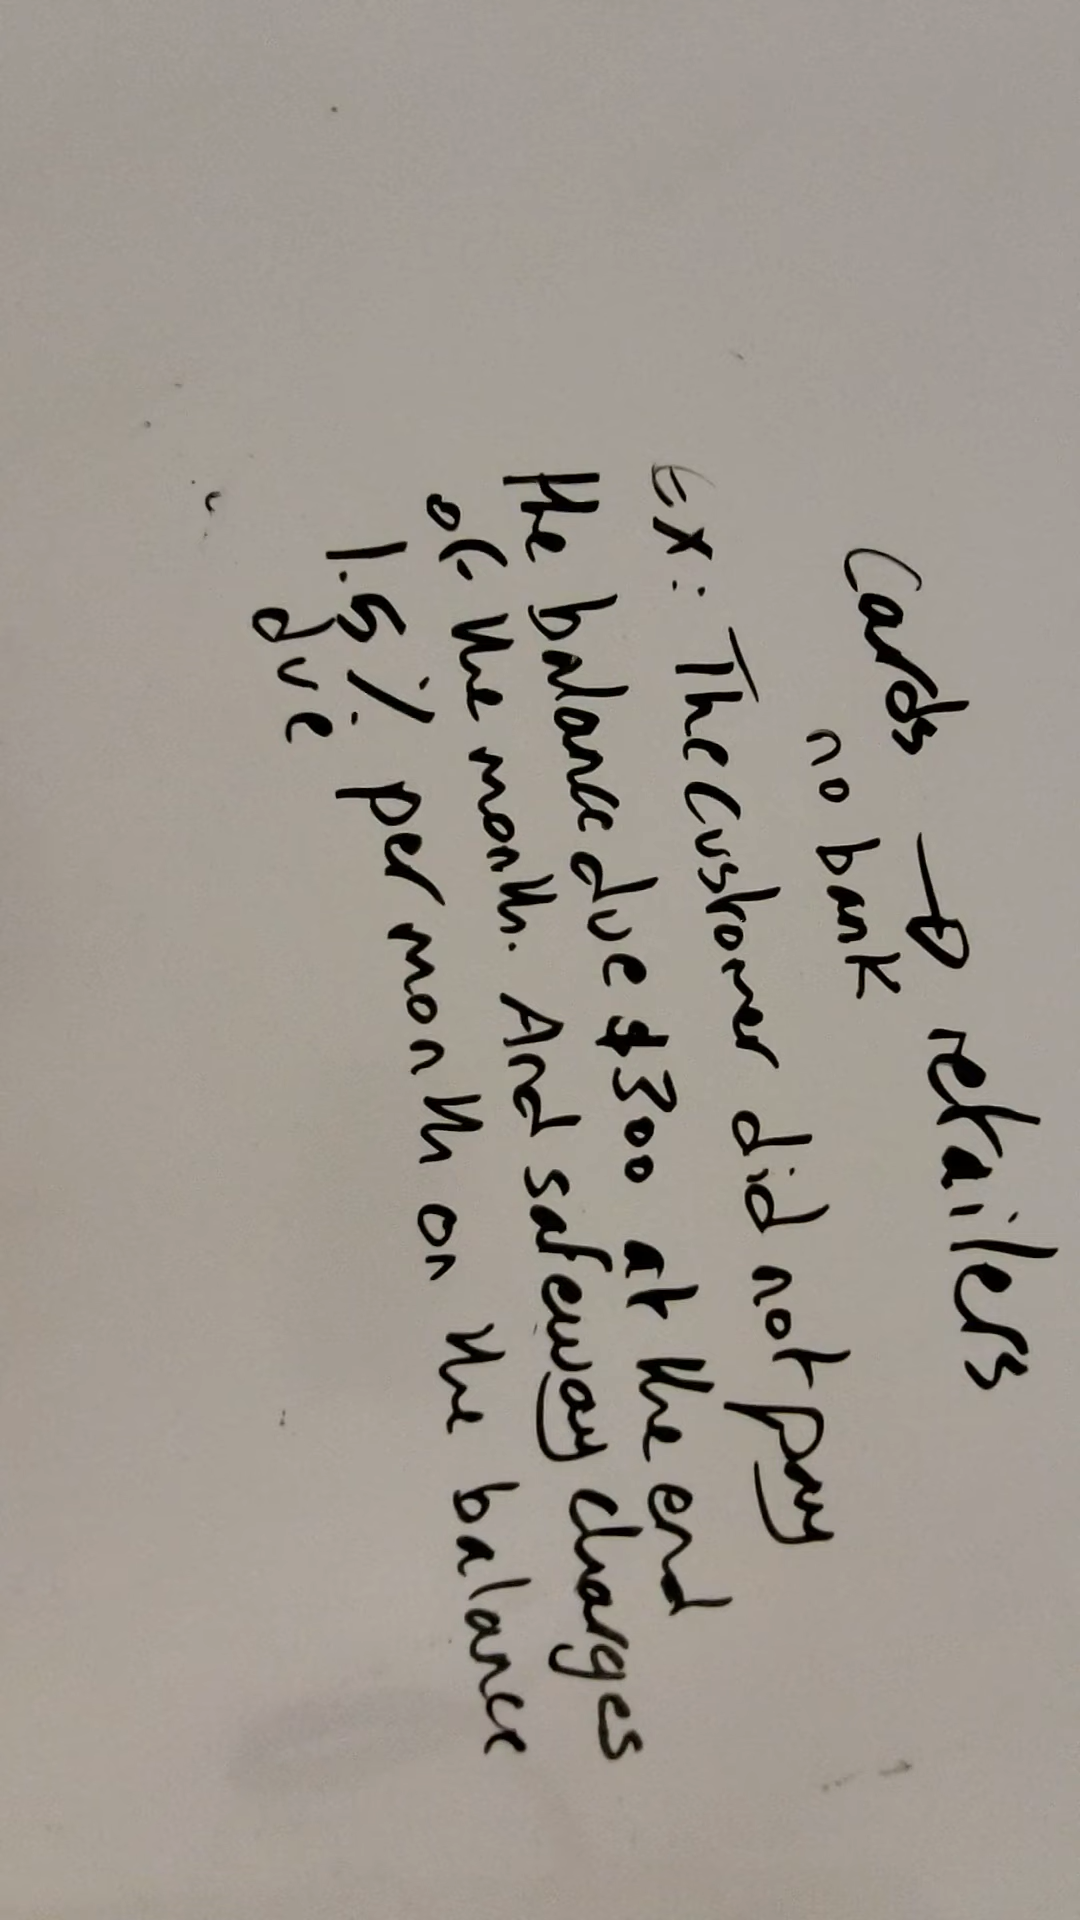 Cards → retailers
no bank
Ex: The customer did not pay
the balance due $300 at the end
of the month. And safeway charges
1.5% per month on the balance
due